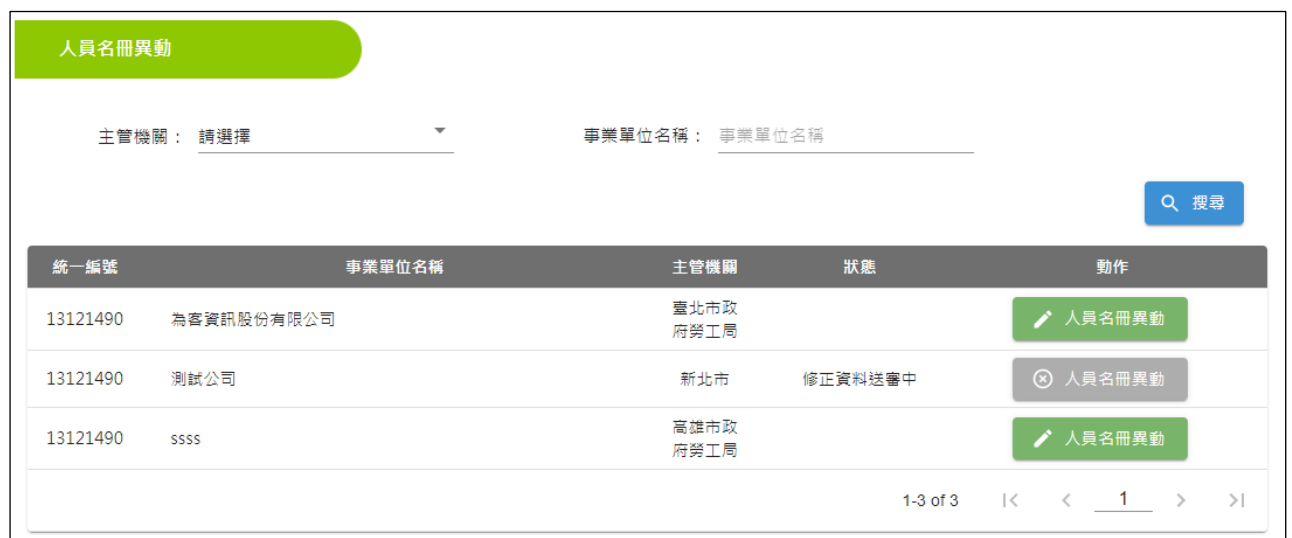 人員名冊異動
主管機關： 請選擇 事業單位名稱： 事業單位名稱
搜尋
統一編號 事業單位名稱 主管機關 狀態 動作
13121490 為客資訊股份有限公司 臺北市政
府勞工局 人員名冊異動
13121490 測試公司 新北市 修正資料送審中 人員名冊異動
13121490 ssss 高雄市政
府勞工局 人員名冊異動
1-3 of 3 1